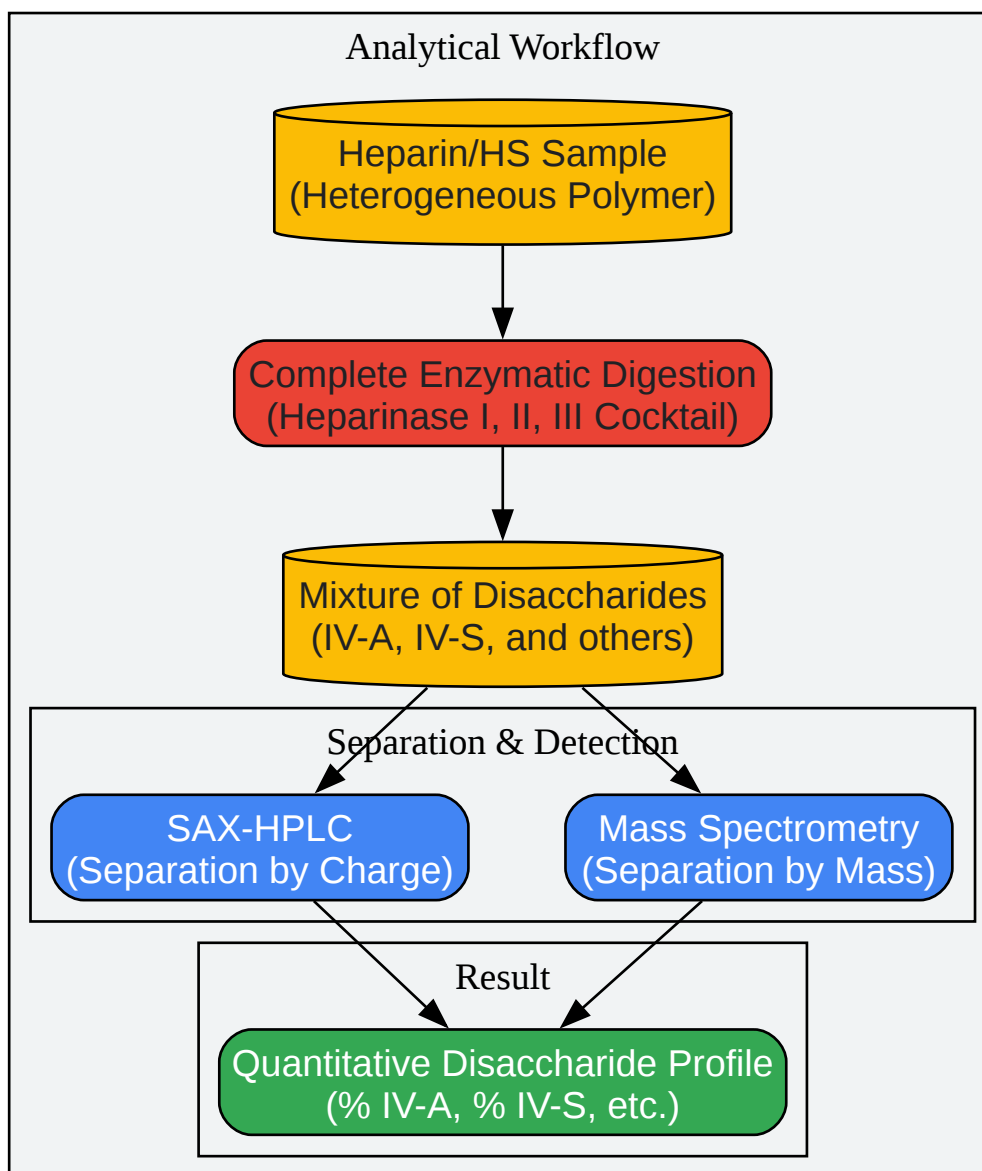 Analytical Workflow
Heparin/HS Sample
(Heterogeneous Polymer)
Complete Enzymatic Digestion
(Heparinase I, II, III Cocktail)
Mixture of Disaccharides
(IV-A, IV-S, and others)
Separation & Detection
SAX-HPLC
(Separation by Charge)
Mass Spectrometry
(Separation by Mass)
Result
Quantitative Disaccharide Profile
(% IV-A, % IV-S, etc.)